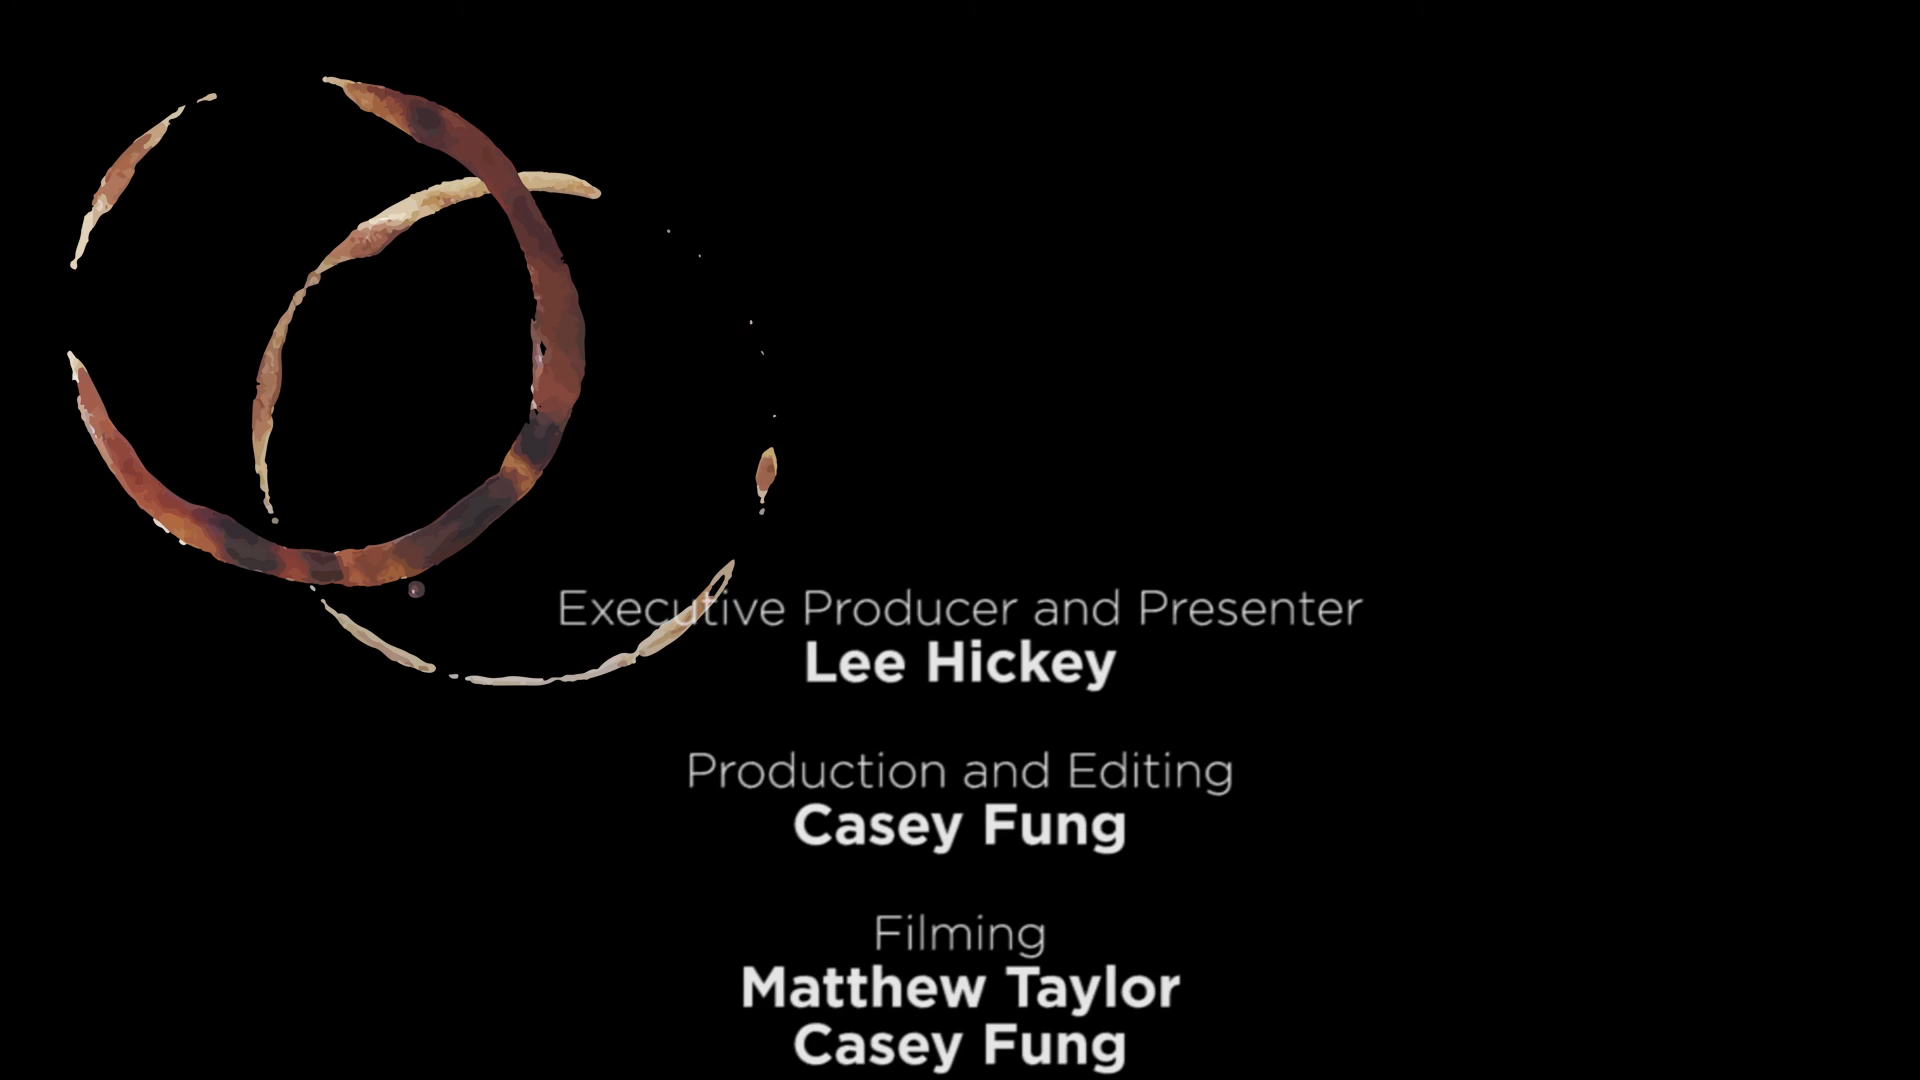 Executive Producer and Presenter
Lee Hickey
Production and Editing
Casey Fung
Filming
Matthew Taylor
Casey Fung